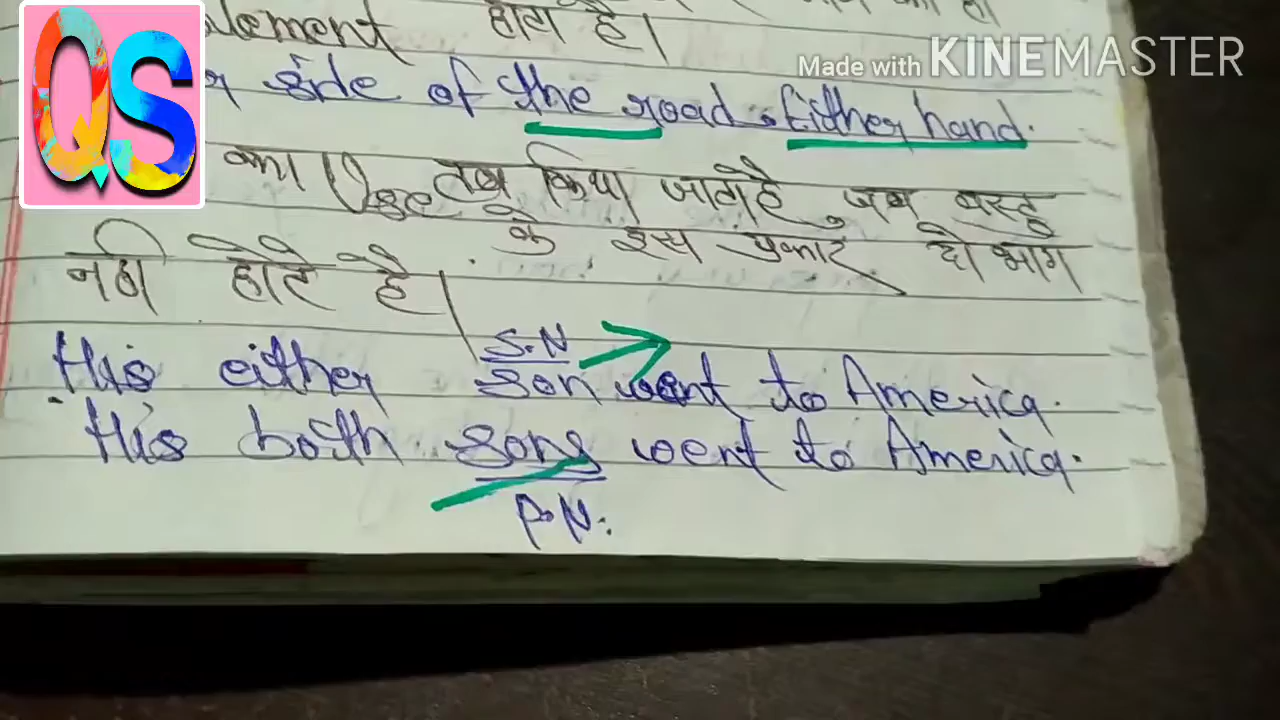 QS
Made with KINEMASTER
होता है।
side of the road. Either hand.
का Use तब किया जाता है, जब वस्तु
के इस प्रकार दो भाग
नहीं होते है।
S.N
His either son went to America.
His both sons went to America.
P.N.